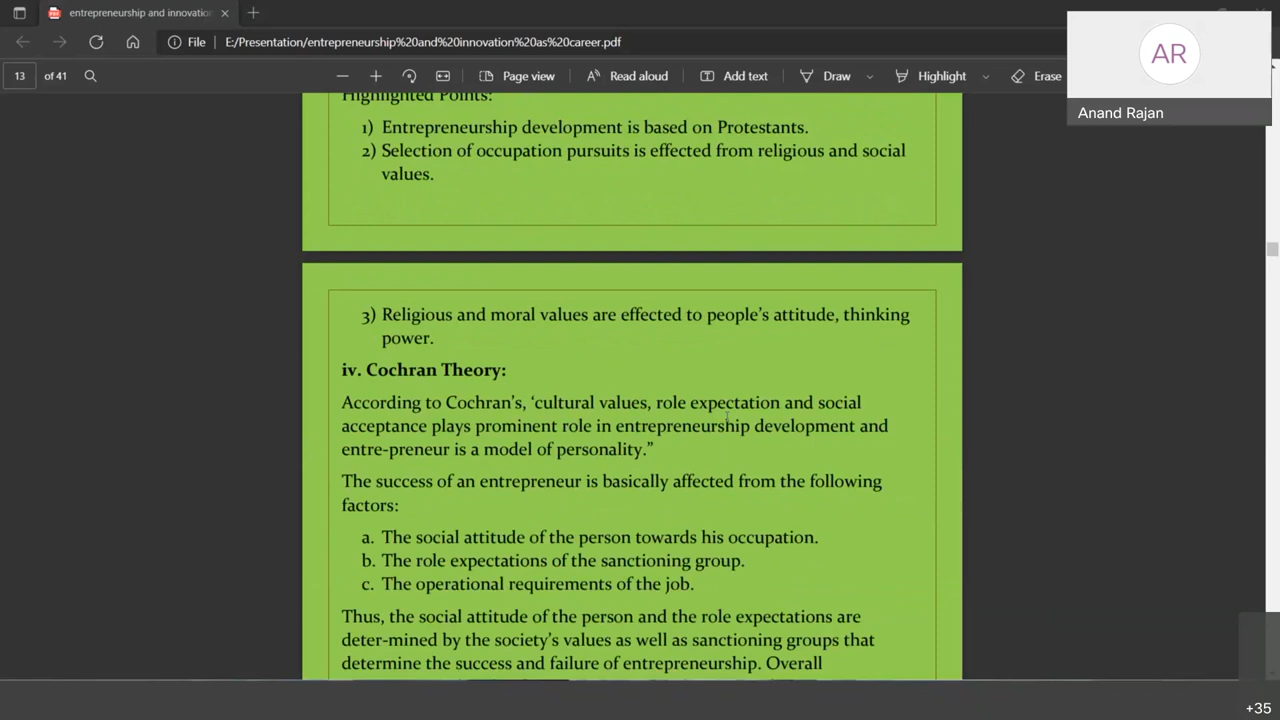 entrepreneurship and innovatio
File E:/Presentation/entrepreneurship%20and%20innovation%20as%20career.pdf
13 of 41 Page view Read aloud Add text Draw Highlight Erase
AR
Anand Rajan
Highlighted Points:
1) Entrepreneurship development is based on Protestants.
2) Selection of occupation pursuits is effected from religious and social
values.
3) Religious and moral values are effected to people's attitude, thinking
power.
iv. Cochran Theory:
According to Cochran's, 'cultural values, role expectation and social
acceptance plays prominent role in entrepreneurship development and
entre-preneur is a model of personality.”
The success of an entrepreneur is basically affected from the following
factors:
a. The social attitude of the person towards his occupation.
b. The role expectations of the sanctioning group.
c. The operational requirements of the job.
Thus, the social attitude of the person and the role expectations are
deter-mined by the society's values as well as sanctioning groups that
determine the success and failure of entrepreneurship. Overall
+35